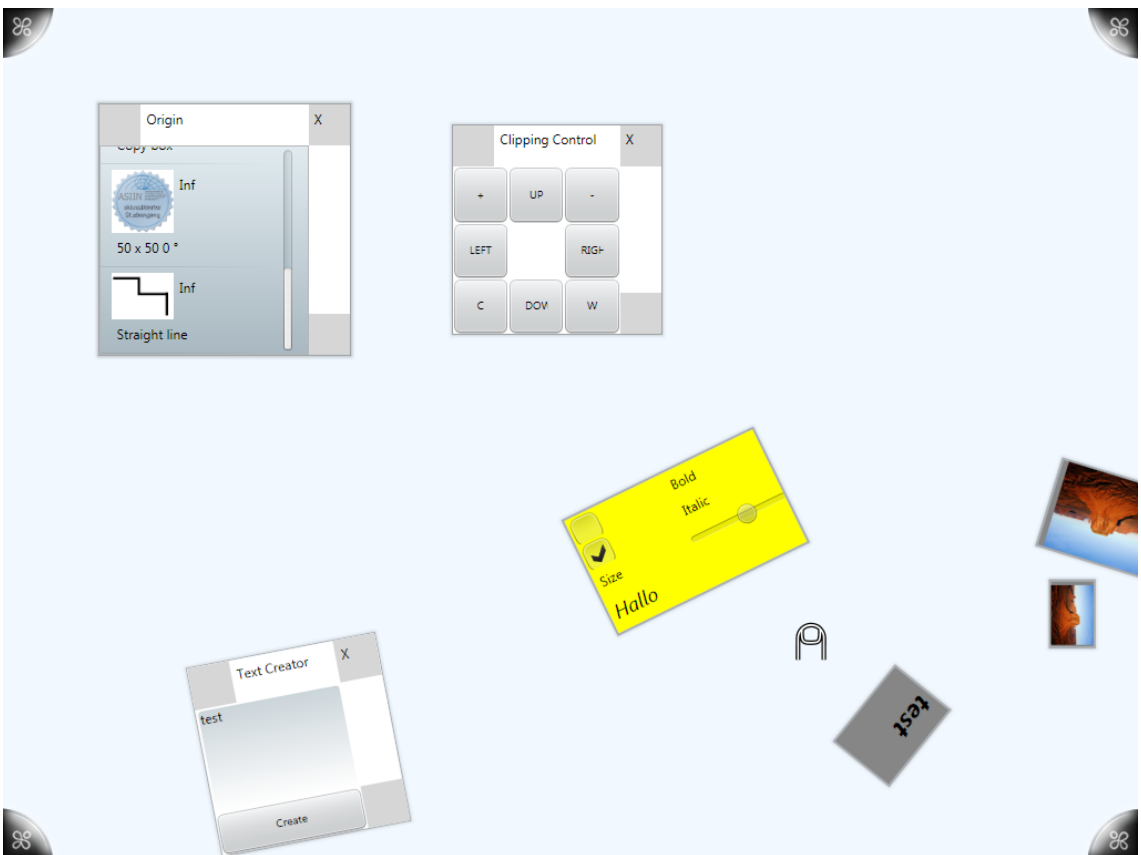 Origin
X
Copy box
Inf
50 x 50 0 °
Inf
Straight line
Clipping Control
X
+
UP
-
LEFT
RIGH
C
DOW
W
Bold
Italic
Size
Hallo
Text Creator
X
test
Create
test